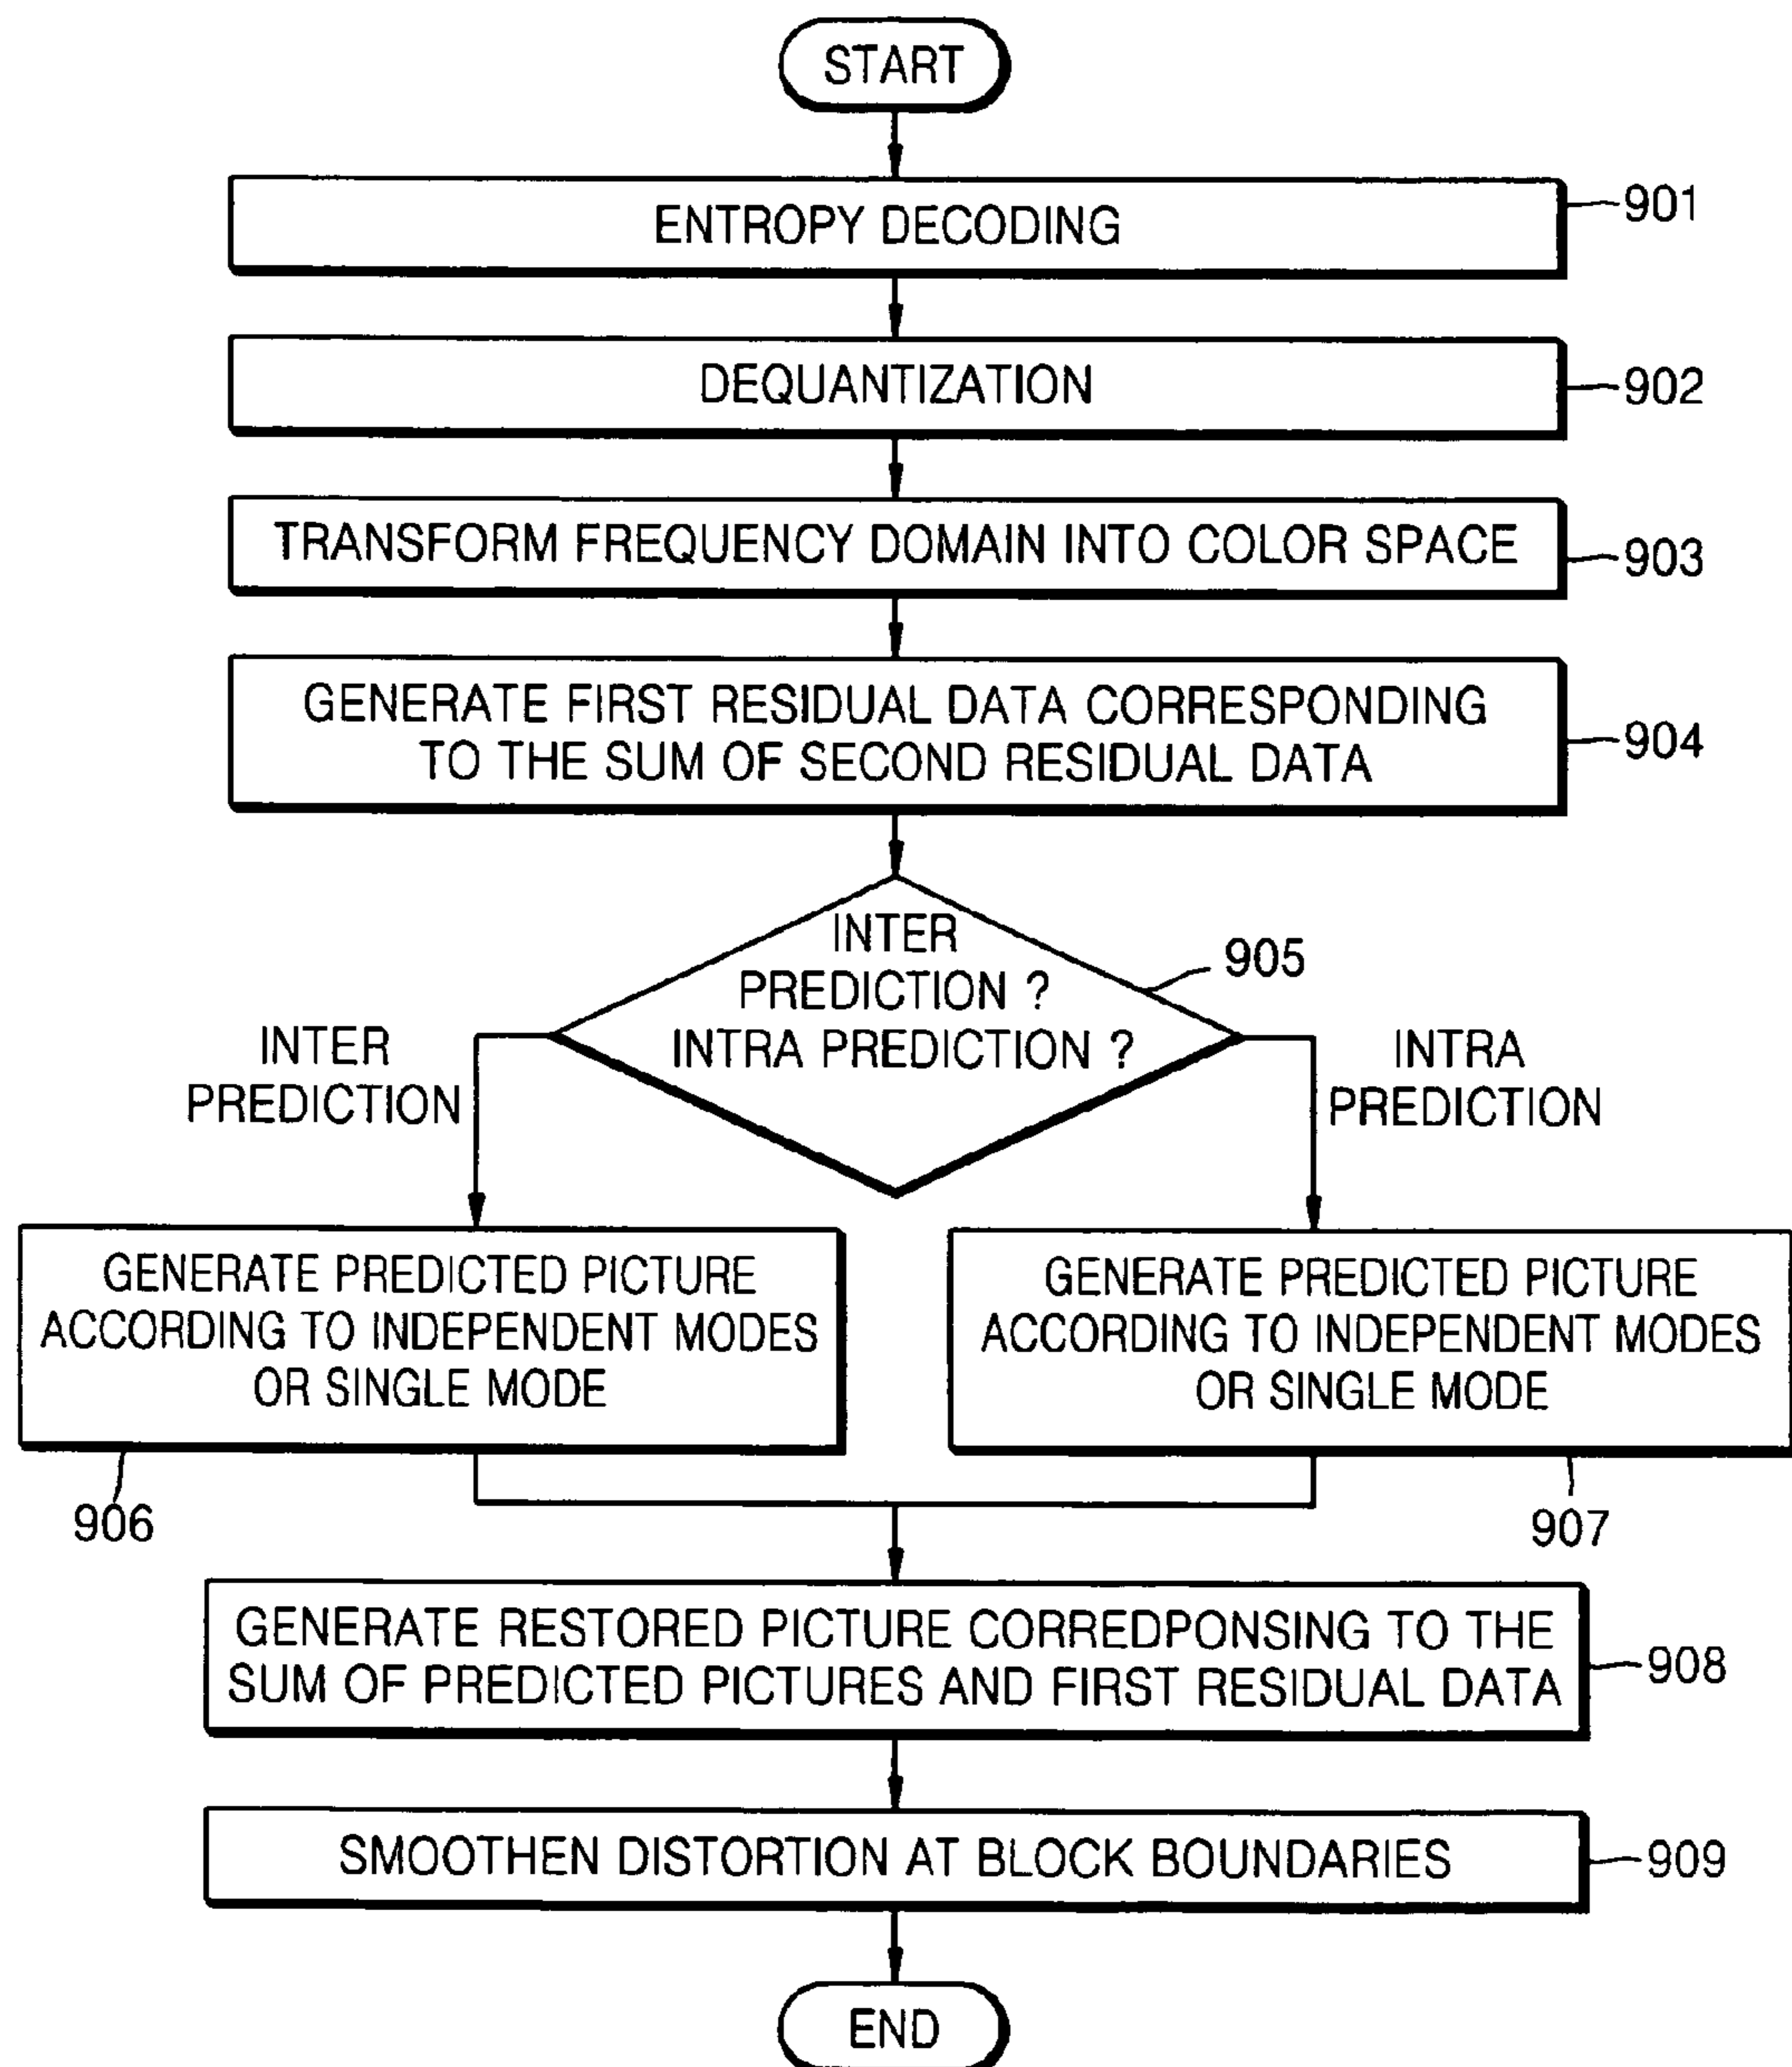 START
ENTROPY DECODING
901
DEQUANTIZATION
902
TRANSFORM FREQUENCY DOMAIN INTO COLOR SPACE
903
GENERATE FIRST RESIDUAL DATA CORRESPONDING
TO THE SUM OF SECOND RESIDUAL DATA
904
INTER
PREDICTION ?
INTRA PREDICTION ?
905
INTER
PREDICTION
INTRA
PREDICTION
GENERATE PREDICTED PICTURE
ACCORDING TO INDEPENDENT MODES
OR SINGLE MODE
906
GENERATE PREDICTED PICTURE
ACCORDING TO INDEPENDENT MODES
OR SINGLE MODE
907
GENERATE RESTORED PICTURE CORREDPONSING TO THE
SUM OF PREDICTED PICTURES AND FIRST RESIDUAL DATA
908
SMOOTHEN DISTORTION AT BLOCK BOUNDARIES
909
END